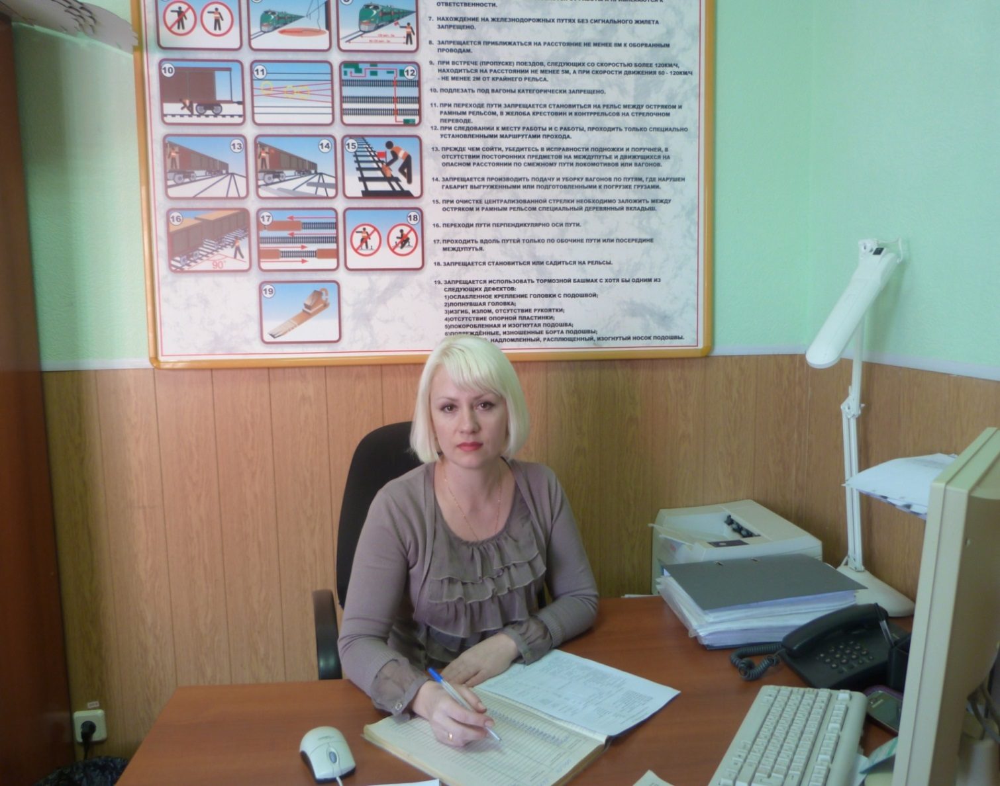 ОТВЕТСТВЕННОСТИ.
7. НАХОЖДЕНИЕ НА ЖЕЛЕЗНОДОРОЖНЫХ ПУТЯХ БЕЗ СИГНАЛЬНОГО ЖИЛЕТА
ЗАПРЕЩЕНО.
8. ЗАПРЕЩАЕТСЯ ПРИБЛИЖАТЬСЯ НА РАССТОЯНИЕ НЕ МЕНЕЕ 8М К ОБОРВАННЫМ
ПРОВОДАМ.
9. ПРИ ВСТРЕЧЕ (ПРОПУСКЕ) ПОЕЗДОВ, СЛЕДУЮЩИХ СО СКОРОСТЬЮ БОЛЕЕ 120КМ/Ч,
НАХОДИТЬСЯ НА РАССТОЯНИИ НЕ МЕНЕЕ 5М, А ПРИ СКОРОСТИ ДВИЖЕНИЯ 60 - 120КМ/Ч
- НЕ МЕНЕЕ 2М ОТ КРАЙНЕГО РЕЛЬСА.
10. ПОДЛЕЗАТЬ ПОД ВАГОНЫ КАТЕГОРИЧЕСКИ ЗАПРЕЩЕНО.
11. ПРИ ПЕРЕХОДЕ ПУТИ ЗАПРЕЩАЕТСЯ СТАНОВИТЬСЯ НА РЕЛЬС МЕЖДУ ОСТРЯКОМ И
РАМНЫМ РЕЛЬСОМ, В ЖЕЛОБА КРЕСТОВИН И КОНТРРЕЛЬСОВ НА СТРЕЛОЧНОМ
ПЕРЕВОДЕ.
12. ПРИ СЛЕДОВАНИИ К МЕСТУ РАБОТЫ И С РАБОТЫ, ПРОХОДИТЬ ТОЛЬКО СПЕЦИАЛЬНО
УСТАНОВЛЕННЫМИ МАРШРУТАМИ ПРОХОДА.
13. ПРЕЖДЕ ЧЕМ СОЙТИ, УБЕДИТЕСЬ В ИСПРАВНОСТИ ПОДНОЖКИ И ПОРУЧНЕЙ, В
ОТСУТСТВИИ ПОСТОРОННИХ ПРЕДМЕТОВ НА МЕЖДУПУТЬЕ И ДВИЖУЩИХСЯ НА
ОПАСНОМ РАССТОЯНИИ ПО СМЕЖНОМУ ПУТИ ЛОКОМОТИВОВ ИЛИ ВАГОНОВ.
14. ЗАПРЕЩАЕТСЯ ПРОИЗВОДИТЬ ПОДАЧУ И УБОРКУ ВАГОНОВ ПО ПУТЯМ, ГДЕ НАРУШЕН
ГАБАРИТ ВЫГРУЖЕННЫМИ ИЛИ ПОДГОТОВЛЕННЫМИ К ПОГРУЗКЕ ГРУЗАМИ.
15. ПРИ ОЧИСТКЕ ЦЕНТРАЛИЗОВАННОЙ СТРЕЛКИ НЕОБХОДИМО ЗАЛОЖИТЬ МЕЖДУ
ОСТРЯКОМ И РАМНЫМ РЕЛЬСОМ СПЕЦИАЛЬНЫЙ ДЕРЕВЯННЫЙ ВКЛАДЫШ.
16. ПЕРЕХОДИ ПУТИ ПЕРПЕНДИКУЛЯРНО ОСИ ПУТИ.
17. ПРОХОДИТЬ ВДОЛЬ ПУТЕЙ ТОЛЬКО ПО ОБОЧИНЕ ПУТИ ИЛИ ПОСЕРЕДИНЕ
МЕЖДУПУТЬЯ.
18. ЗАПРЕЩАЕТСЯ СТАНОВИТЬСЯ ИЛИ САДИТЬСЯ НА РЕЛЬСЫ.
19. ЗАПРЕЩАЕТСЯ ИСПОЛЬЗОВАТЬ ТОРМОЗНОЙ БАШМАК С ХОТЯ БЫ ОДНИМ ИЗ
СЛЕДУЮЩИХ ДЕФЕКТОВ:
1)ОСЛАБЛЕННОЕ КРЕПЛЕНИЕ ГОЛОВКИ С ПОДОШВОЙ;
2)ЛОПНУВШАЯ ГОЛОВКА;
3)ИЗГИБ, ИЗЛОМ, ОТСУТСТВИЕ РУКОЯТКИ;
4)ОТСУТСТВИЕ ОПОРНОЙ ПЛАСТИНКИ;
5)ПОКОРОБЛЕННАЯ И ИЗОГНУТАЯ ПОДОШВА;
6)ПОВРЕЖДЁННЫЕ, ИЗНОШЕННЫЕ БОРТА ПОДОШВЫ;
НАДЛОМЛЕННЫЙ, РАСПЛЮЩЕННЫЙ, ИЗОГНУТЫЙ НОСОК ПОДОШВЫ.
10
11
12
13
14
15
16
90°
17
18
19